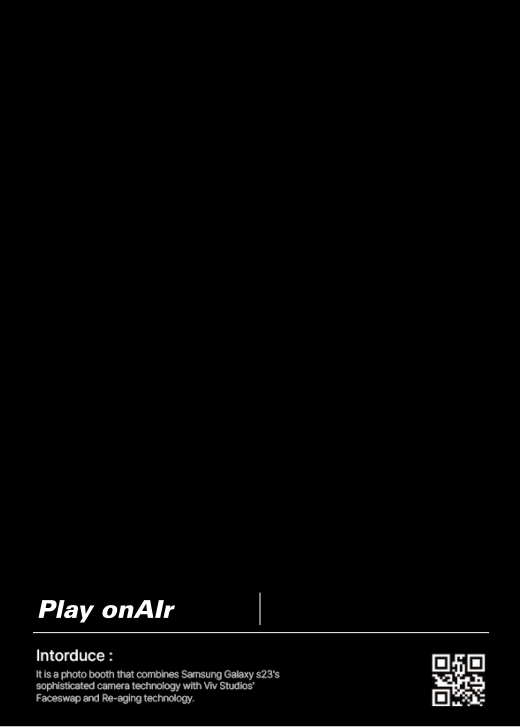 Play onAIr
Intorduce :
It is a photo booth that combines Samsung Galaxy s23's
sophisticated camera technology with Viv Studios'
Faceswap and Re-aging technology.